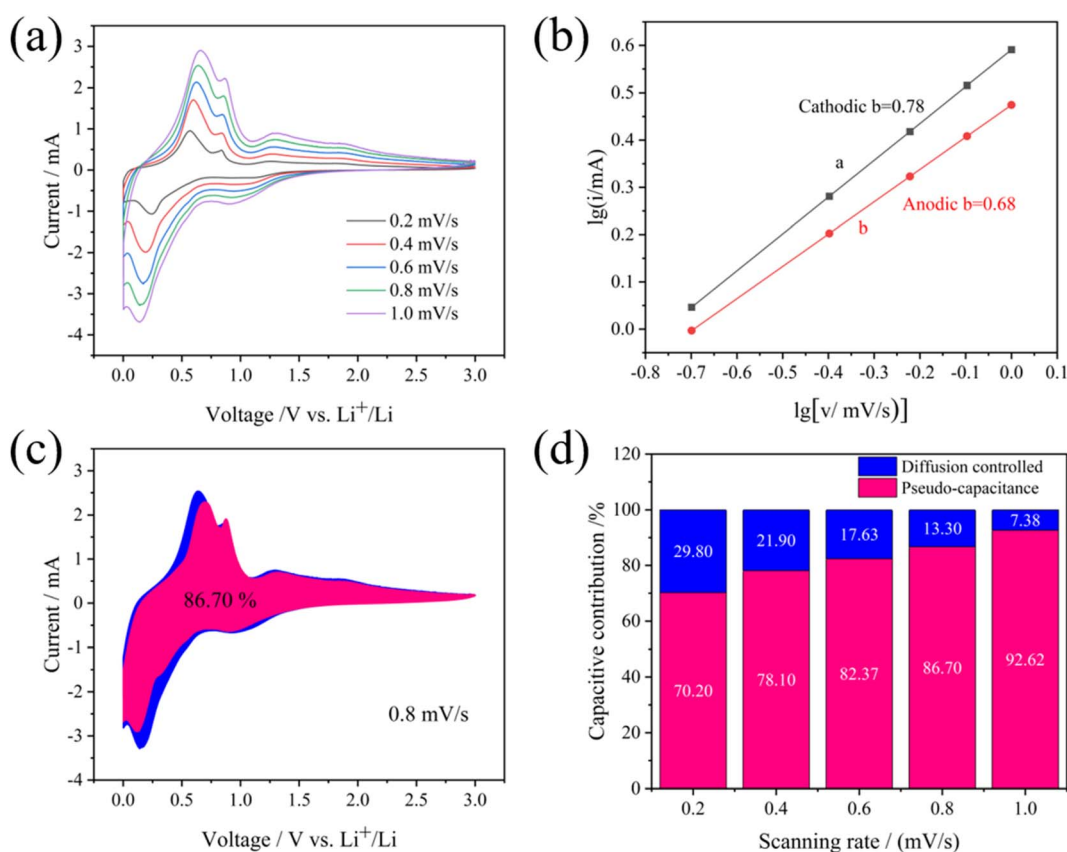 (a)
3
2
1
0
-1
-2
-3
-4
Current / mA
0.2 mV/s
0.4 mV/s
0.6 mV/s
0.8 mV/s
1.0 mV/s
0.0 0.5 1.0 1.5 2.0 2.5 3.0
Voltage /V vs. Li⁺/Li
(b)
0.6
0.5
0.4
0.3
0.2
0.1
0.0
lg(i/mA)
Cathodic b=0.78
a
Anodic b=0.68
b
-0.8 -0.7 -0.6 -0.5 -0.4 -0.3 -0.2 -0.1 0.0 0.1
lg[v/ mV/s)]
(c)
3
2
1
0
-1
-2
-3
-4
Current / mA
86.70 %
0.8 mV/s
0.0 0.5 1.0 1.5 2.0 2.5 3.0
Voltage / V vs. Li⁺/Li
(d)
120
100
80
60
40
20
0
Capacitive contribution /%
Diffusion controlled
Pseudo-capacitance
29.80 21.90 17.63 13.30 7.38
70.20 78.10 82.37 86.70 92.62
0.2 0.4 0.6 0.8 1.0
Scanning rate / (mV/s)